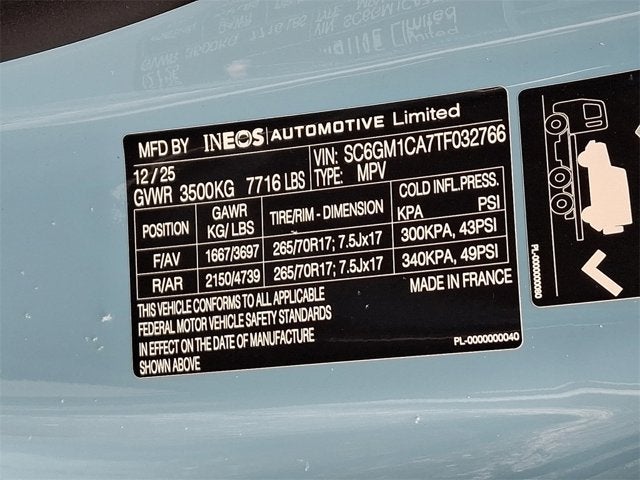 MFD BY INEOS AUTOMOTIVE Limited
12 / 25 VIN: SC6GM1CA7TF032766
GVWR 3500KG 7716 LBS TYPE: MPV
POSITION GAWR KG/ LBS TIRE/RIM - DIMENSION COLD INFL.PRESS. KPA PSI
F/AV 1667/3697 265/70R17; 7.5Jx17 300KPA, 43PSI
R/AR 2150/4739 265/70R17; 7.5Jx17 340KPA, 49PSI
THIS VEHICLE CONFORMS TO ALL APPLICABLE MADE IN FRANCE
FEDERAL MOTOR VEHICLE SAFETY STANDARDS
IN EFFECT ON THE DATE OF MANUFACTURE
SHOWN ABOVE
PL-0000000040
PL-0000000080